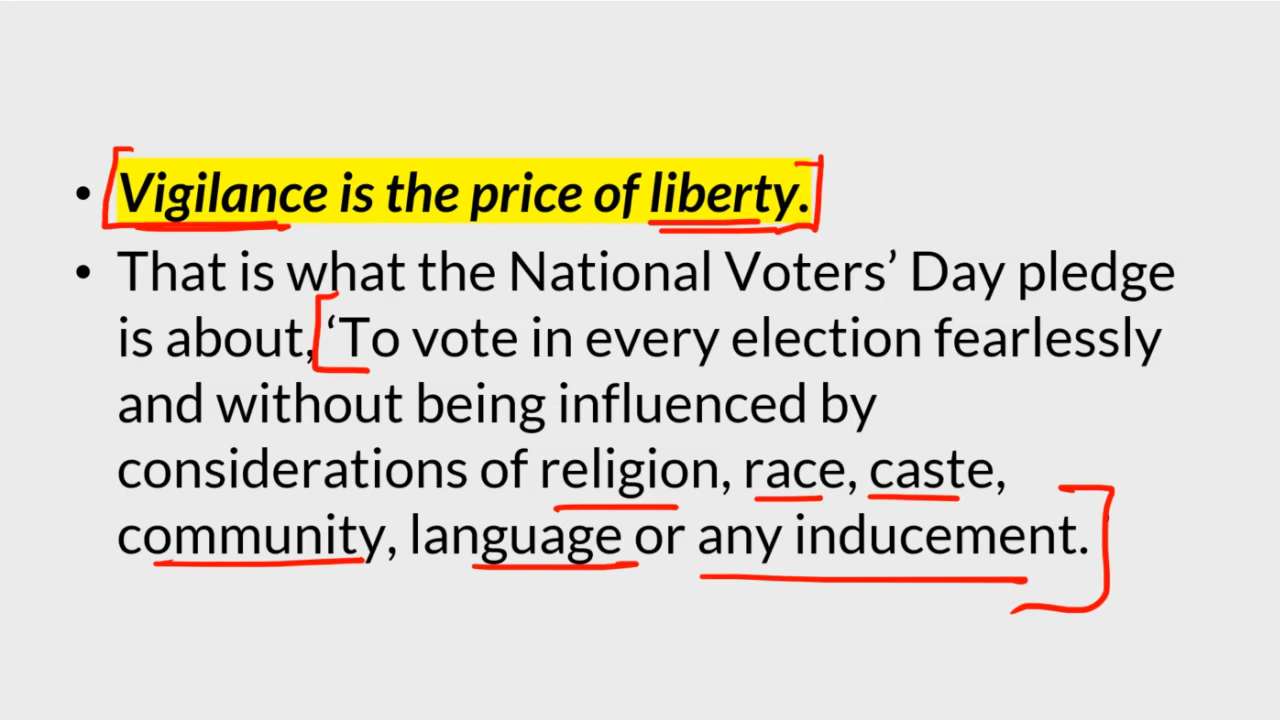 • Vigilance is the price of liberty.
• That is what the National Voters’ Day pledge
is about, ‘To vote in every election fearlessly
and without being influenced by
considerations of religion, race, caste,
community, language or any inducement.